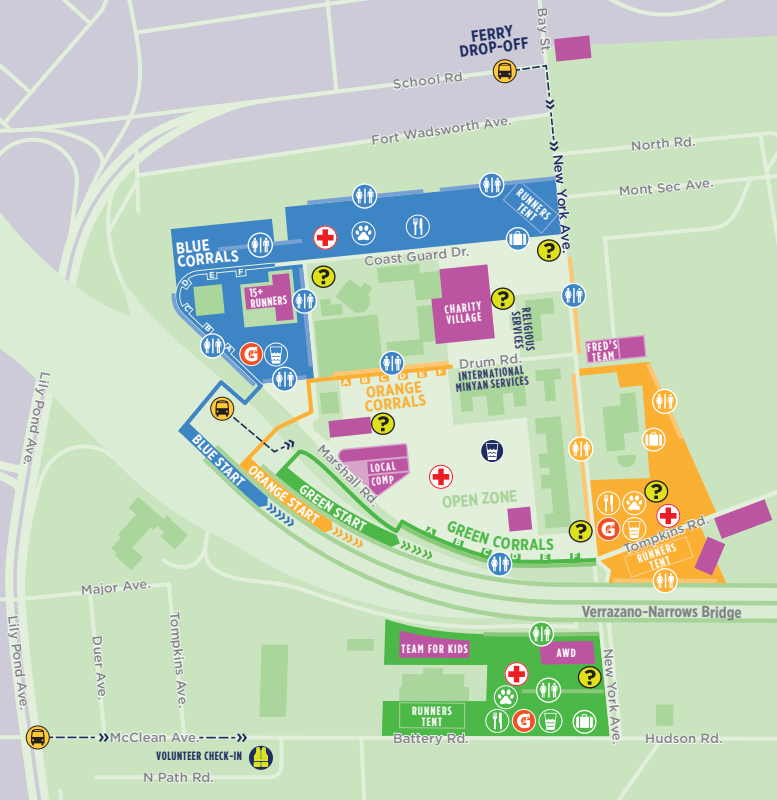 Bay St.
FERRY
DROP-OFF
School Rd.
Fort Wadsworth Ave.
North Rd.
Mont Sec Ave.
New York Ave.
RUNNERS
TENT
BLUE
CORRALS
Coast Guard Dr.
?
?
?
F
E
D
C
B
A
15+
RUNNERS
CHARITY
VILLAGE
RELIGIOUS
SERVICES
G
Drum Rd.
INTERNATIONAL
MINYAN SERVICES
FRED'S
TEAM
A B C D E F
ORANGE
CORRALS
?
Lily Pond Ave.
BLUE START
ORANGE START
GREEN START
Marshall Rd.
LOCAL
COMP
OPEN ZONE
GREEN CORRALS
A
B
C
D
E
F
?
?
G
Tompkins Rd.
RUNNERS
TENT
Verrazano-Narrows Bridge
Major Ave.
Lily Pond Ave.
Duer Ave.
Tompkins Ave.
TEAM FOR KIDS
AWD
?
New York Ave.
RUNNERS
TENT
G
McClean Ave.
Battery Rd.
Hudson Rd.
VOLUNTEER CHECK-IN
N Path Rd.